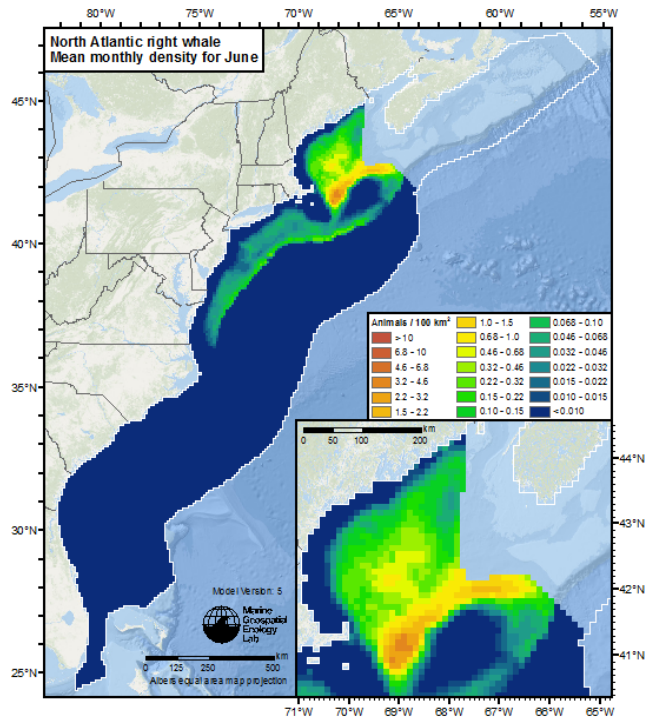 80°W 75°W 70°W 65°W 60°W 55°W
North Atlantic right whale
Mean monthly density for June
45°N
40°N
35°N
30°N
25°N
Animals / 100 km²
>10
6.8 - 10
4.6 - 6.8
3.2 - 4.6
2.2 - 3.2
1.5 - 2.2
1.0 - 1.5
0.68 - 1.0
0.46 - 0.68
0.32 - 0.46
0.22 - 0.32
0.15 - 0.22
0.10 - 0.15
0.068 - 0.10
0.046 - 0.068
0.032 - 0.046
0.022 - 0.032
0.015 - 0.022
0.010 - 0.015
<0.010
0 50 100 200
km
44°N
43°N
42°N
41°N
Model Version: 5
Marine
Geospatial
Ecology
Lab
0 125 250 500
km
Albers equal area map projection
71°W 70°W 69°W 68°W 67°W 66°W 65°W